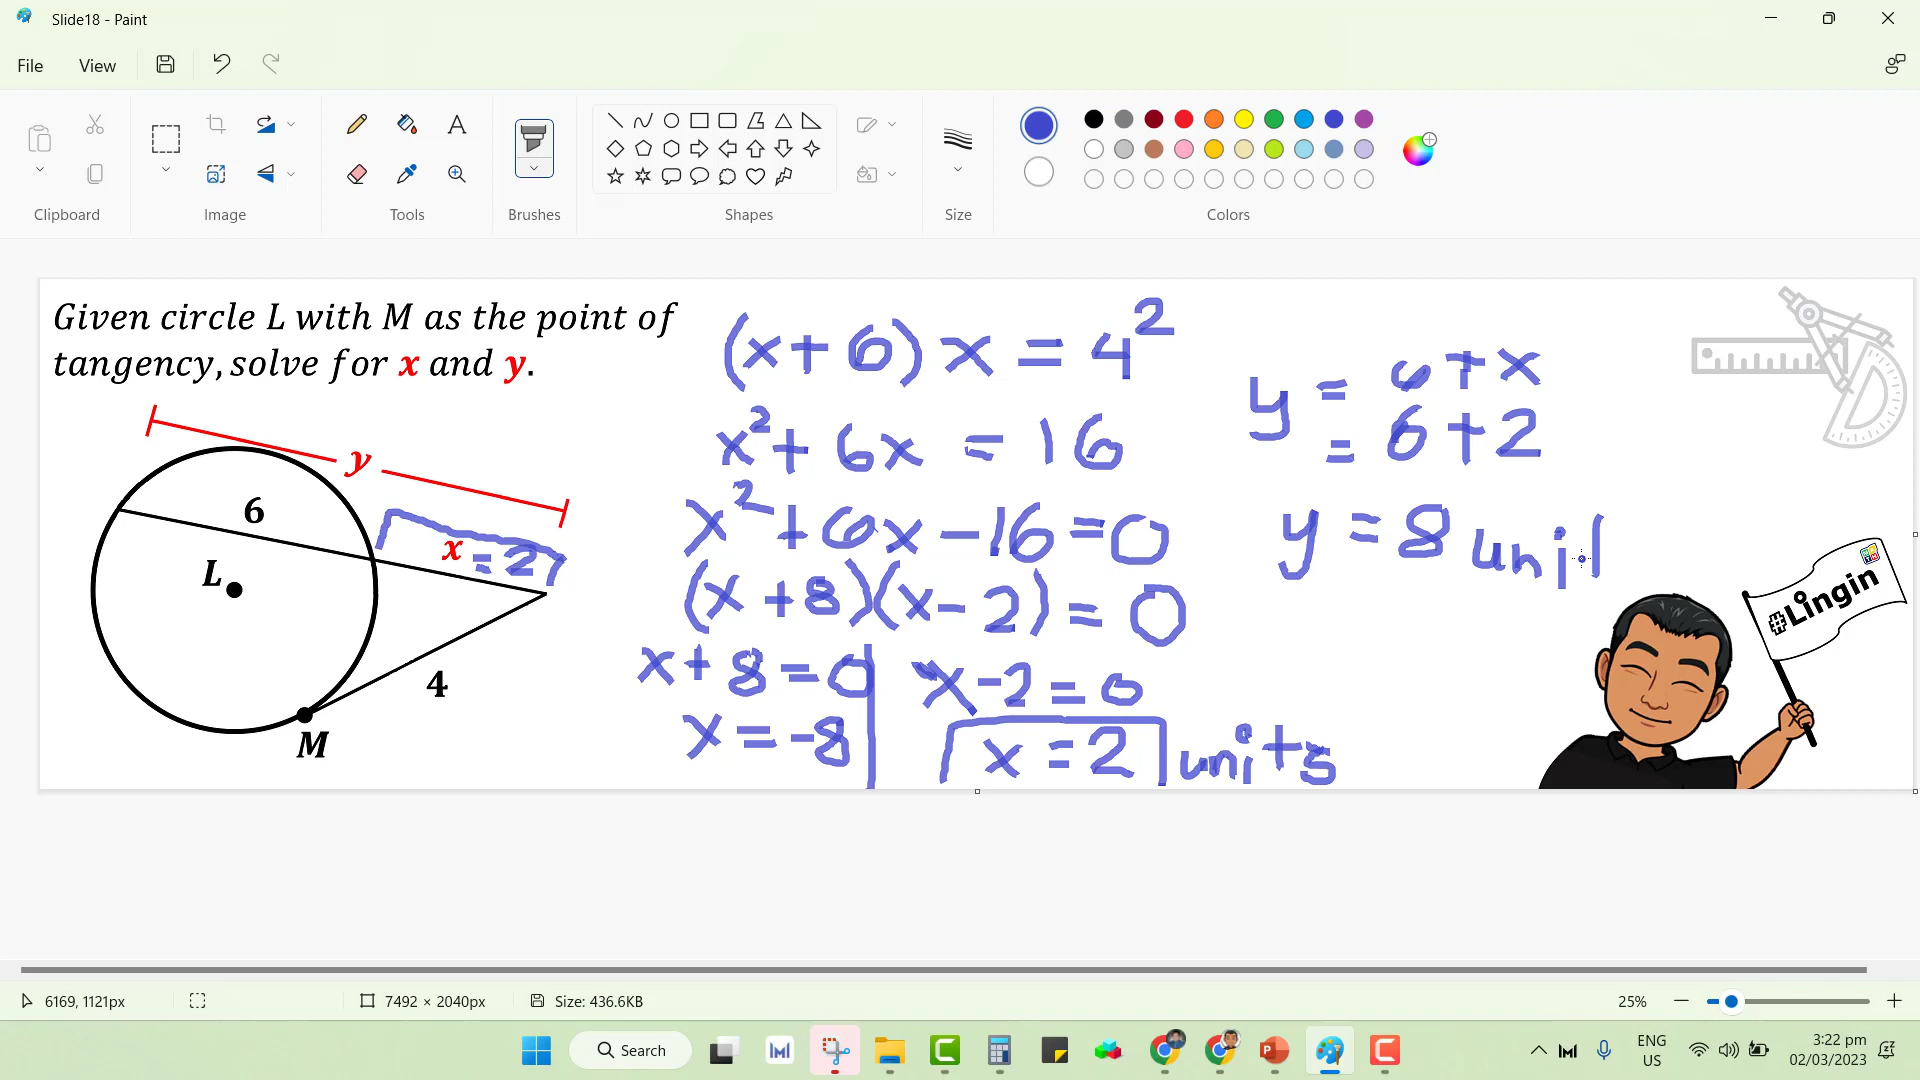 Slide18 - Paint
File View
Clipboard Image Tools Brushes Shapes Size Colors
Given circle L with M as the point of
tangency, solve for x and y.
y
6
x = 2
L
4
M
(x+6) x = 4²
x² + 6x = 16
x² + 6x - 16 = 0
(x + 8)(x - 2) = 0
x + 8 = 0
x = -8
x - 2 = 0
x = 2 units
y = 6 + x
= 6 + 2
y = 8 unit
#Lingin
6169, 1121px
7492 × 2040px
Size: 436.6KB
25%
Search
ENG
US
3:22 pm
02/03/2023